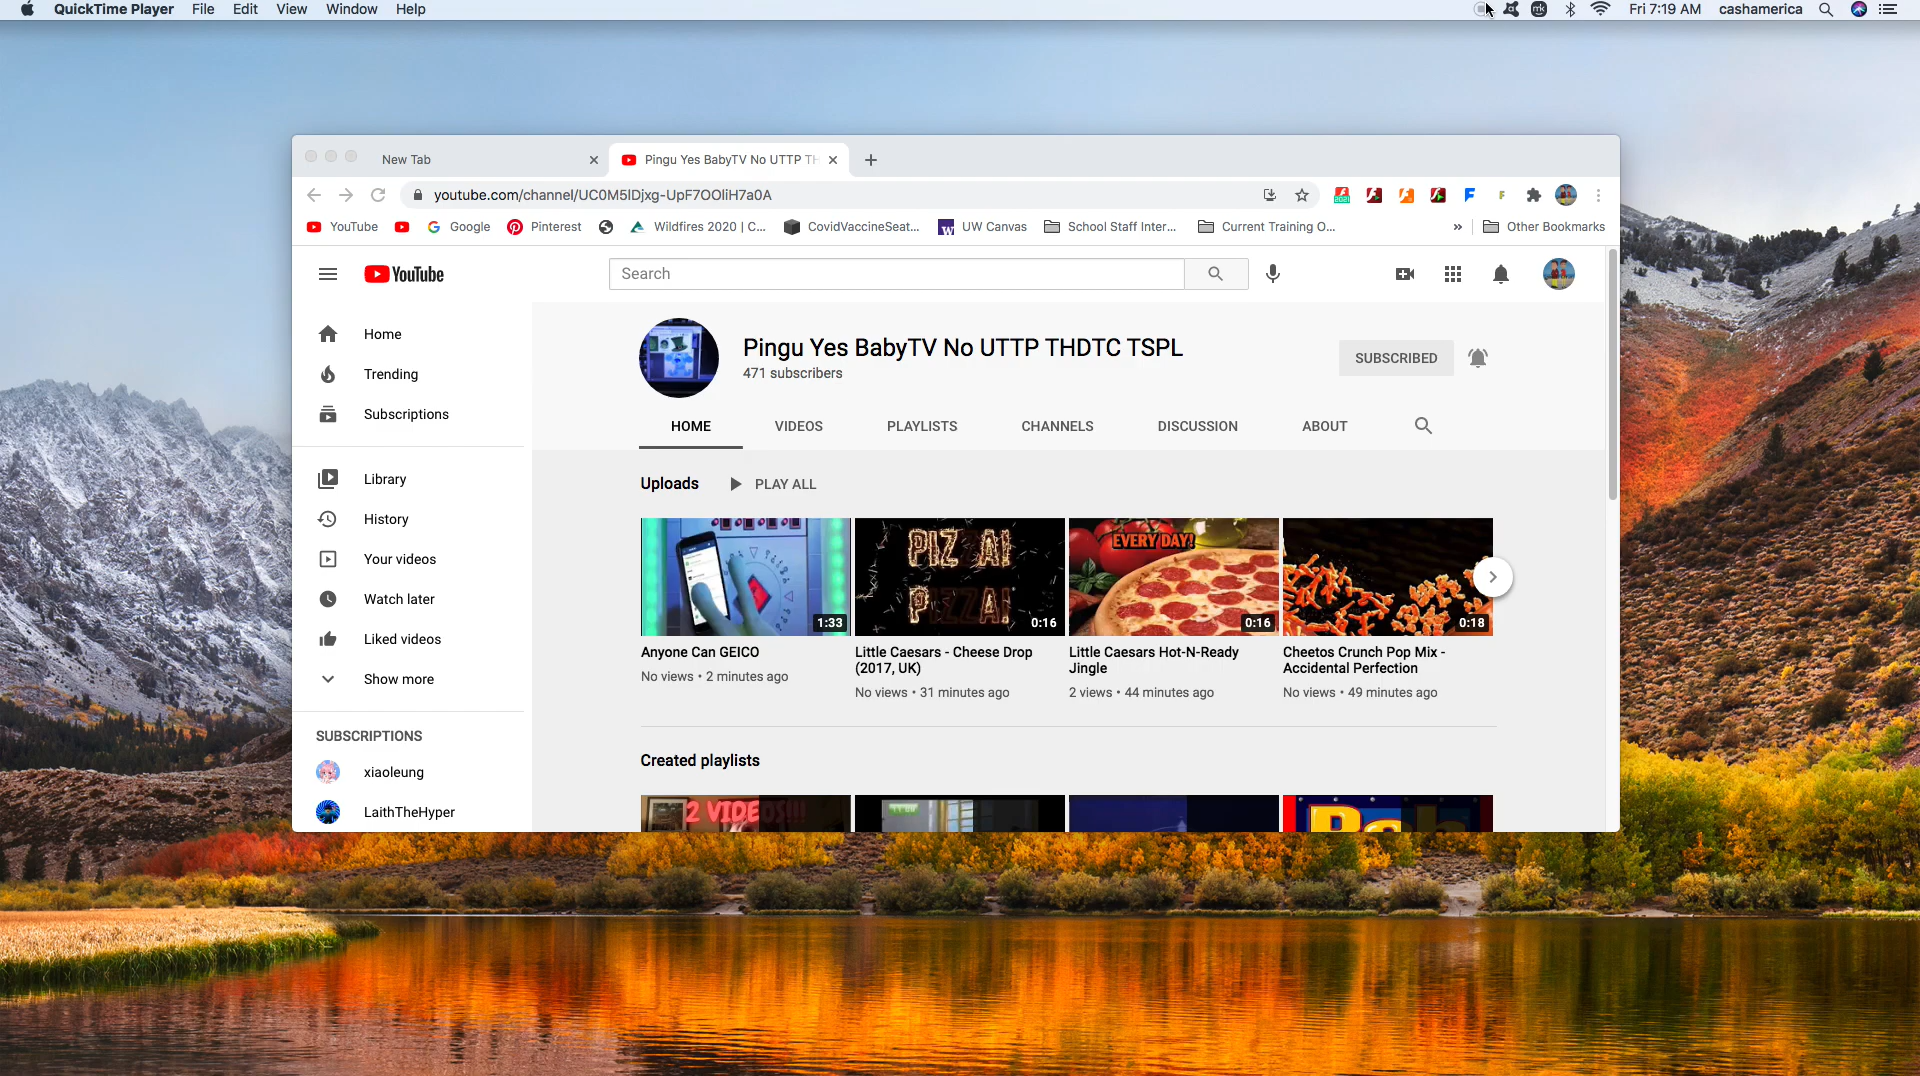 QuickTime Player File Edit View Window Help
Fri 7:19 AM cashamerica
New Tab
Pingu Yes BabyTV No UTTP TH
youtube.com/channel/UC0M5lDjxg-UpF7OOliH7a0A
YouTube Google Pinterest Wildfires 2020 | C... CovidVaccineSeat... UW Canvas School Staff Inter... Current Training O... » Other Bookmarks
YouTube
Search
Home
Trending
Subscriptions
Library
History
Your videos
Watch later
Liked videos
Show more
SUBSCRIPTIONS
xiaoleung
LaithTheHyper
Pingu Yes BabyTV No UTTP THDTC TSPL
471 subscribers
SUBSCRIBED
HOME VIDEOS PLAYLISTS CHANNELS DISCUSSION ABOUT
Uploads PLAY ALL
1:33
Anyone Can GEICO
No views • 2 minutes ago
0:16
Little Caesars - Cheese Drop
(2017, UK)
No views • 31 minutes ago
EVERY DAY!
0:16
Little Caesars Hot-N-Ready
Jingle
2 views • 44 minutes ago
0:18
Cheetos Crunch Pop Mix -
Accidental Perfection
No views • 49 minutes ago
Created playlists
2 VIDEOS!!!